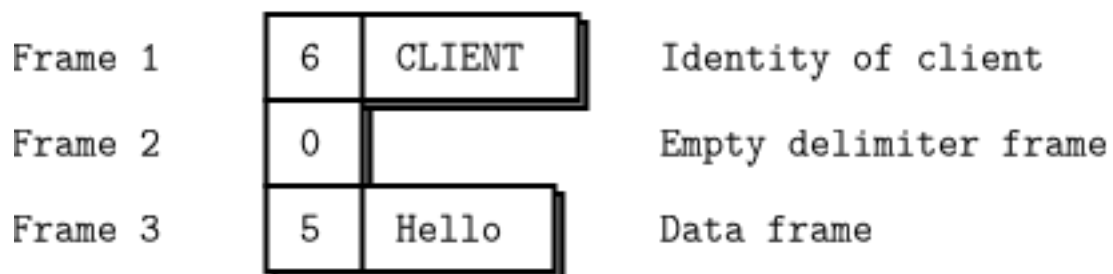 Frame 1 6 CLIENT Identity of client
Frame 2 0 Empty delimiter frame
Frame 3 5 Hello Data frame